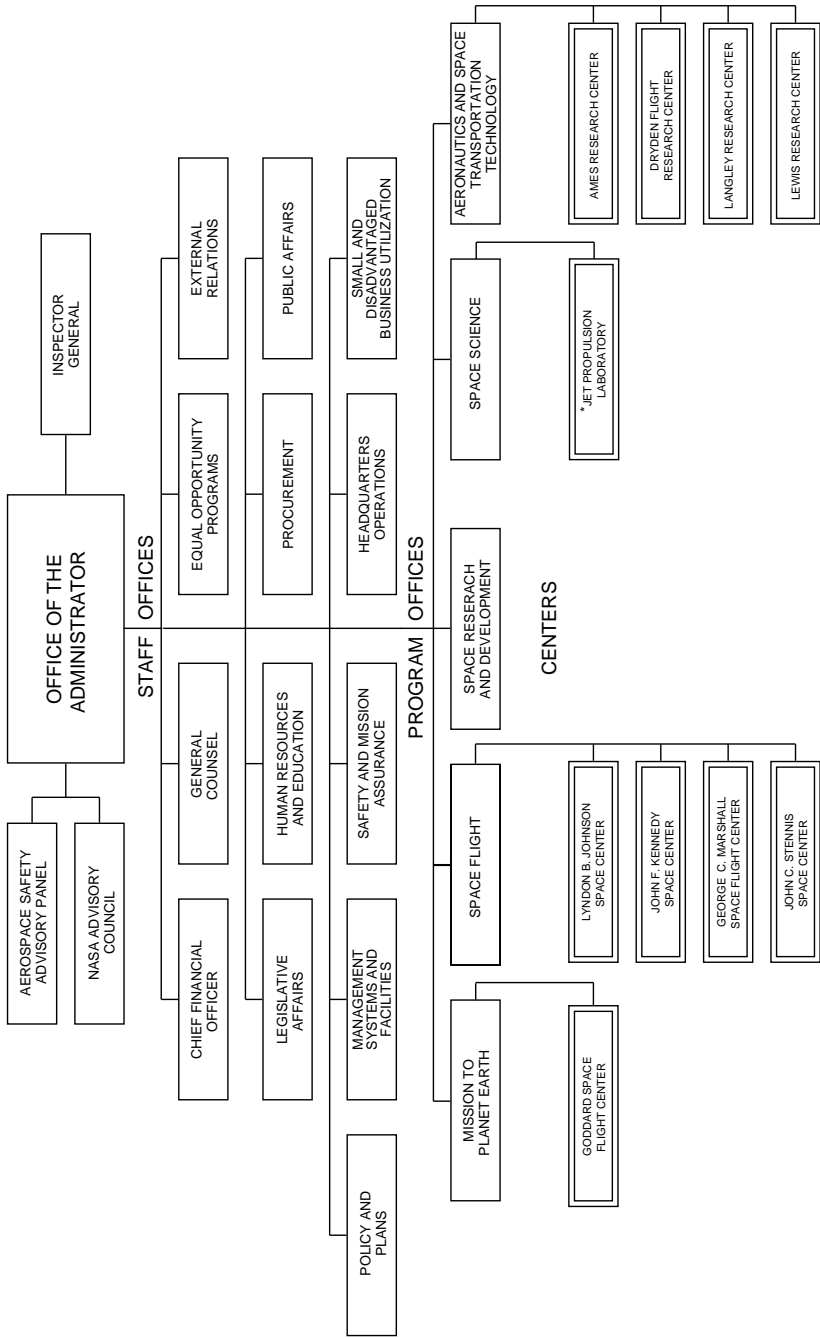 OFFICE OF THE
ADMINISTRATOR
INSPECTOR
GENERAL
AEROSPACE SAFETY
ADVISORY PANEL
NASA ADVISORY
COUNCIL
STAFF OFFICES
CHIEF FINANCIAL
OFFICER
GENERAL
COUNSEL
EQUAL OPPORTUNITY
PROGRAMS
EXTERNAL
RELATIONS
LEGISLATIVE
AFFAIRS
HUMAN RESOURCES
AND EDUCATION
PROCUREMENT
PUBLIC AFFAIRS
POLICY AND
PLANS
MANAGEMENT
SYSTEMS AND
FACILITIES
SAFETY AND MISSION
ASSURANCE
HEADQUARTERS
OPERATIONS
SMALL AND
DISADVANTAGED
BUSINESS UTILIZATION
PROGRAM OFFICES
MISSION TO
PLANET EARTH
SPACE FLIGHT
SPACE RESERACH
AND DEVELOPMENT
SPACE SCIENCE
AERONAUTICS AND SPACE
TRANSPORTATION
TECHNOLOGY
CENTERS
GODDARD SPACE
FLIGHT CENTER
LYNDON B. JOHNSON
SPACE CENTER
JOHN F. KENNEDY
SPACE CENTER
GEORGE C. MARSHALL
SPACE FLIGHT CENTER
JOHN C. STENNIS
SPACE CENTER
*JET PROPULSION
LABORATORY
AMES RESEARCH CENTER
DRYDEN FLIGHT
RESEARCH CENTER
LANGLEY RESEARCH CENTER
LEWIS RESEARCH CENTER